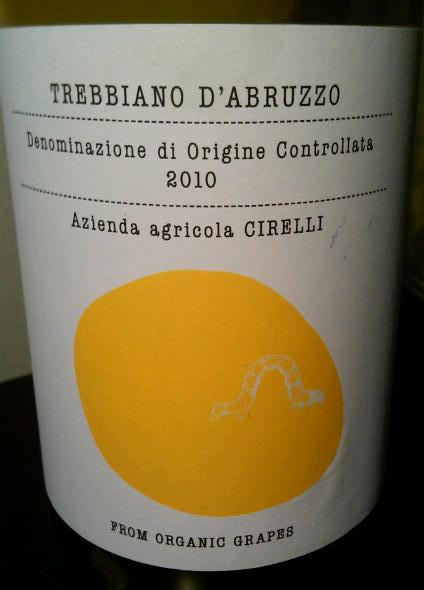 TREBBIANO D'ABRUZZO
Denominazione di Origine Controllata
2010
Azienda agricola CIRELLI
FROM ORGANIC GRAPES